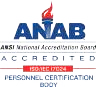 ANAB
ANSI National Accreditation Board
ACCREDITED
ISO/IEC 17024
PERSONNEL CERTIFICATION
BODY